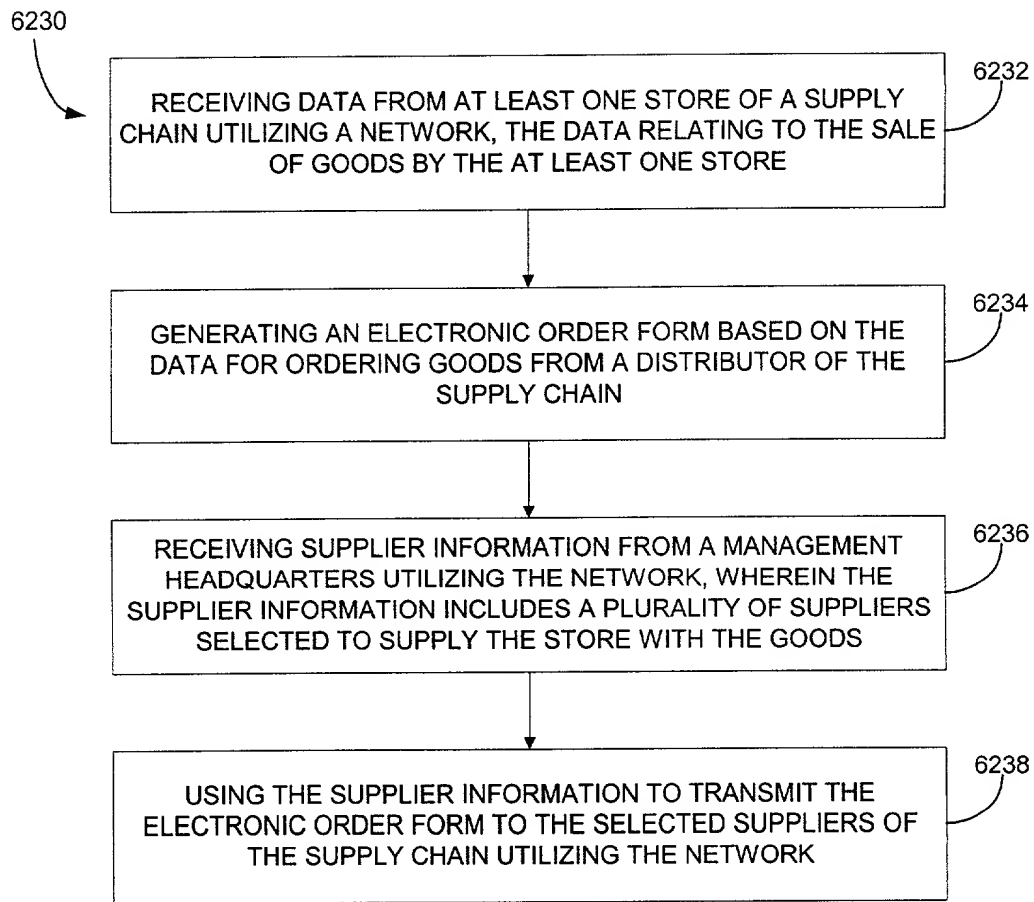 6230
6232
RECEIVING DATA FROM AT LEAST ONE STORE OF A SUPPLY
CHAIN UTILIZING A NETWORK, THE DATA RELATING TO THE SALE
OF GOODS BY THE AT LEAST ONE STORE
6234
GENERATING AN ELECTRONIC ORDER FORM BASED ON THE
DATA FOR ORDERING GOODS FROM A DISTRIBUTOR OF THE
SUPPLY CHAIN
6236
RECEIVING SUPPLIER INFORMATION FROM A MANAGEMENT
HEADQUARTERS UTILIZING THE NETWORK, WHEREIN THE
SUPPLIER INFORMATION INCLUDES A PLURALITY OF SUPPLIERS
SELECTED TO SUPPLY THE STORE WITH THE GOODS
6238
USING THE SUPPLIER INFORMATION TO TRANSMIT THE
ELECTRONIC ORDER FORM TO THE SELECTED SUPPLIERS OF
THE SUPPLY CHAIN UTILIZING THE NETWORK